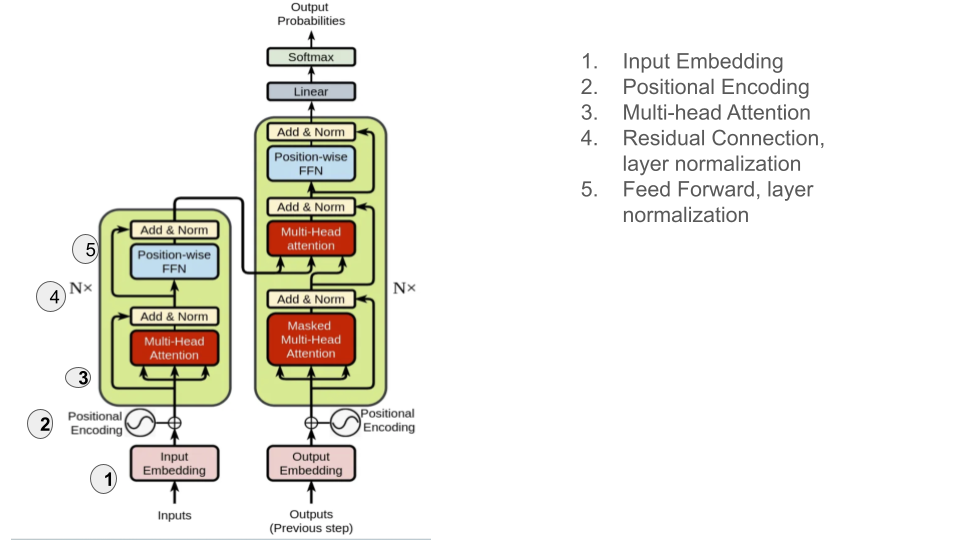 Output
Probabilities
Softmax
Linear
Add & Norm
Position-wise
FFN
Add & Norm
Multi-Head
attention
Add & Norm
Masked
Multi-Head
Attention
N×
Positional
Encoding
Output
Embedding
Outputs
(Previous step)
Add & Norm
Position-wise
FFN
Add & Norm
Multi-Head
Attention
N×
Positional
Encoding
Input
Embedding
Inputs
5
4
3
2
1
1. Input Embedding
2. Positional Encoding
3. Multi-head Attention
4. Residual Connection,
layer normalization
5. Feed Forward, layer
normalization